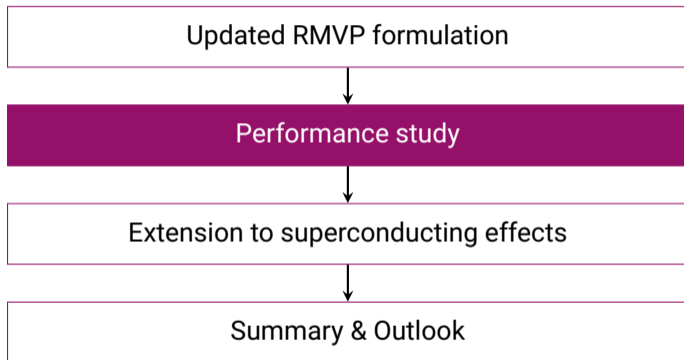 Updated RMVP formulation
Performance study
Extension to superconducting effects
Summary & Outlook